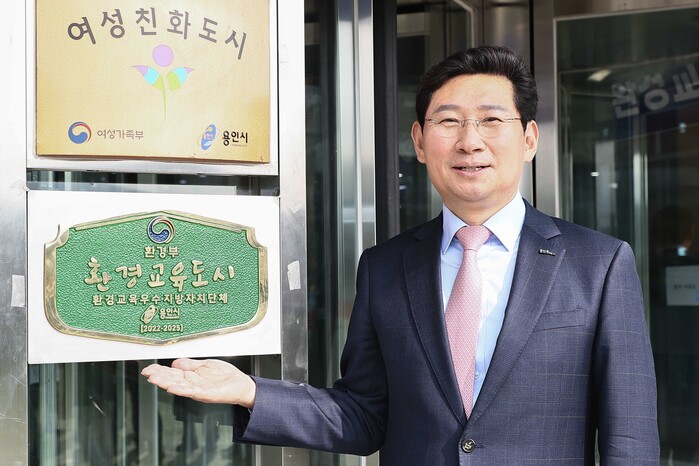 여성친화도시
여성가족부
용인시
환경부
환경교육도시
환경교육우수지방자치단체
용인시
[2022-2025]